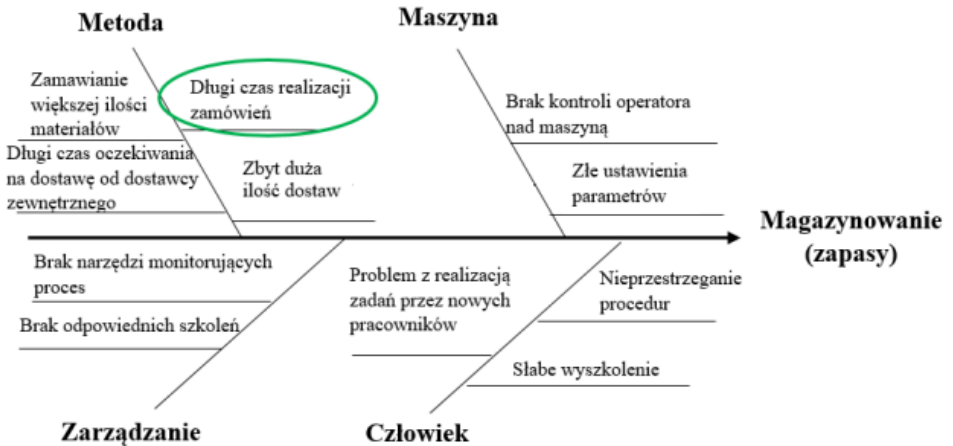 Metoda
Maszyna
Zamawianie
większej ilości
materiałów
Długi czas realizacji
zamówień
Długi czas oczekiwania
na dostawę od dostawcy
zewnętrznego
Zbyt duża
ilość dostaw
Brak kontroli operatora
nad maszyną
Złe ustawienia
parametrów
Magazynowanie
(zapasy)
Brak narzędzi monitorujących
proces
Brak odpowiednich szkoleń
Problem z realizacją
zadań przez nowych
pracowników
Nieprzestrzeganie
procedur
Słabe wyszkolenie
Zarządzanie
Człowiek